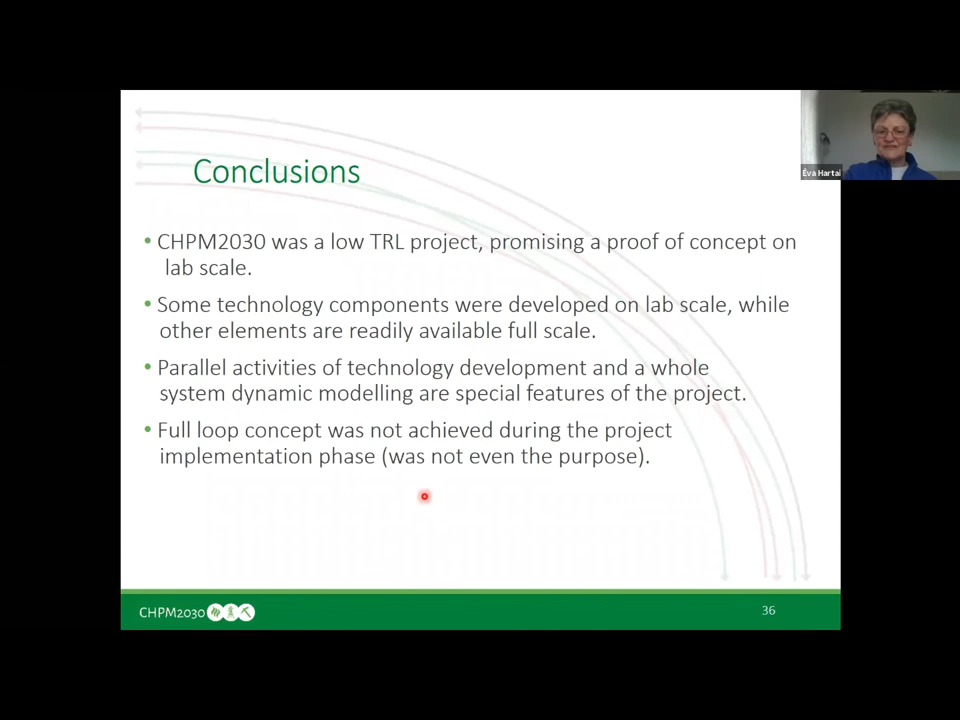 Conclusions
Éva Hartai
• CHPM2030 was a low TRL project, promising a proof of concept on
lab scale.
• Some technology components were developed on lab scale, while
other elements are readily available full scale.
• Parallel activities of technology development and a whole
system dynamic modelling are special features of the project.
• Full loop concept was not achieved during the project
implementation phase (was not even the purpose).
CHPM2030
36